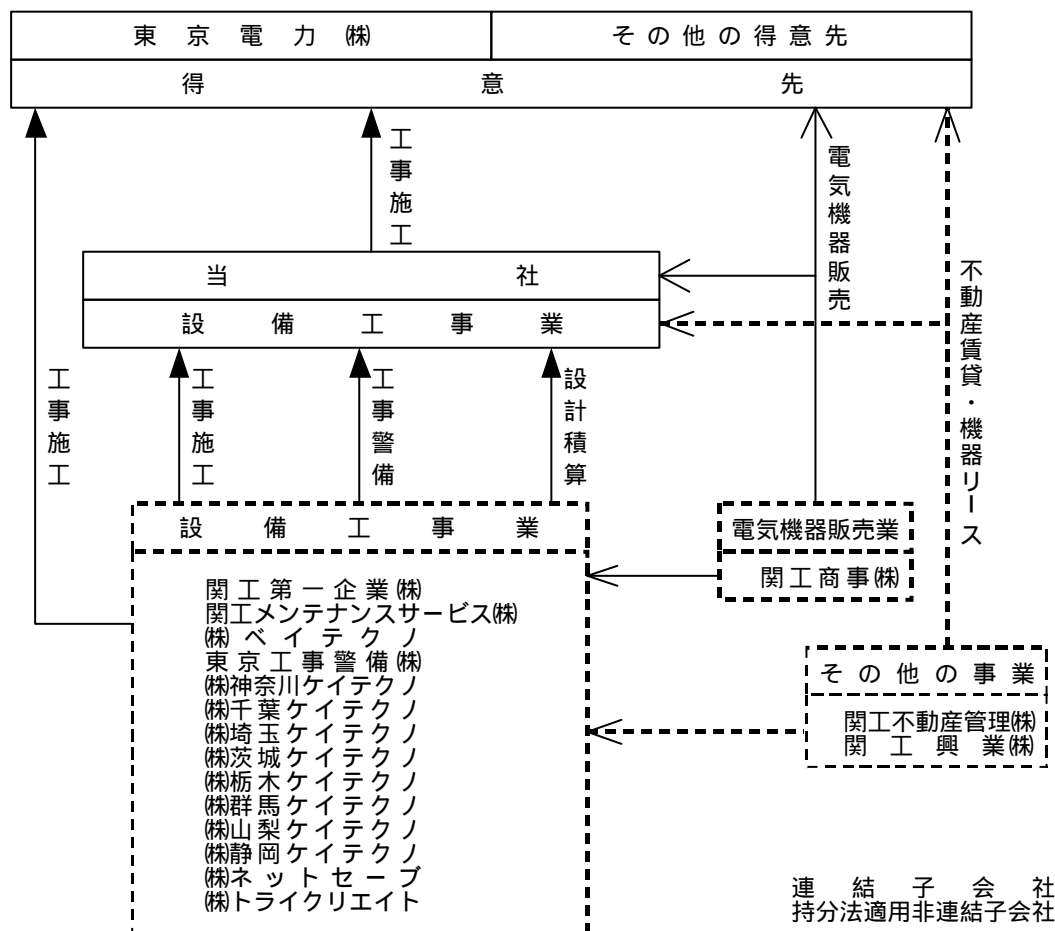 東京電力㈱
その他の得意先
得意先
工事施工
電気機器販売
不動産賃貸・機器リース
当社
設備工事業
工事施工
工事施工
工事警備
設計積算
設備工事業
関工第一企業㈱
関工メンテナンスサービス㈱
㈱ベイテクノ
東京工事警備㈱
㈱神奈川ケイテクノ
㈱千葉ケイテクノ
㈱埼玉ケイテクノ
㈱茨城ケイテクノ
㈱栃木ケイテクノ
㈱群馬ケイテクノ
㈱山梨ケイテクノ
㈱静岡ケイテクノ
㈱ネットセーブ
㈱トライクリエイト
電気機器販売業
関工商事㈱
その他の事業
関工不動産管理㈱
関工興業㈱
連結子会社
持分法適用非連結子会社